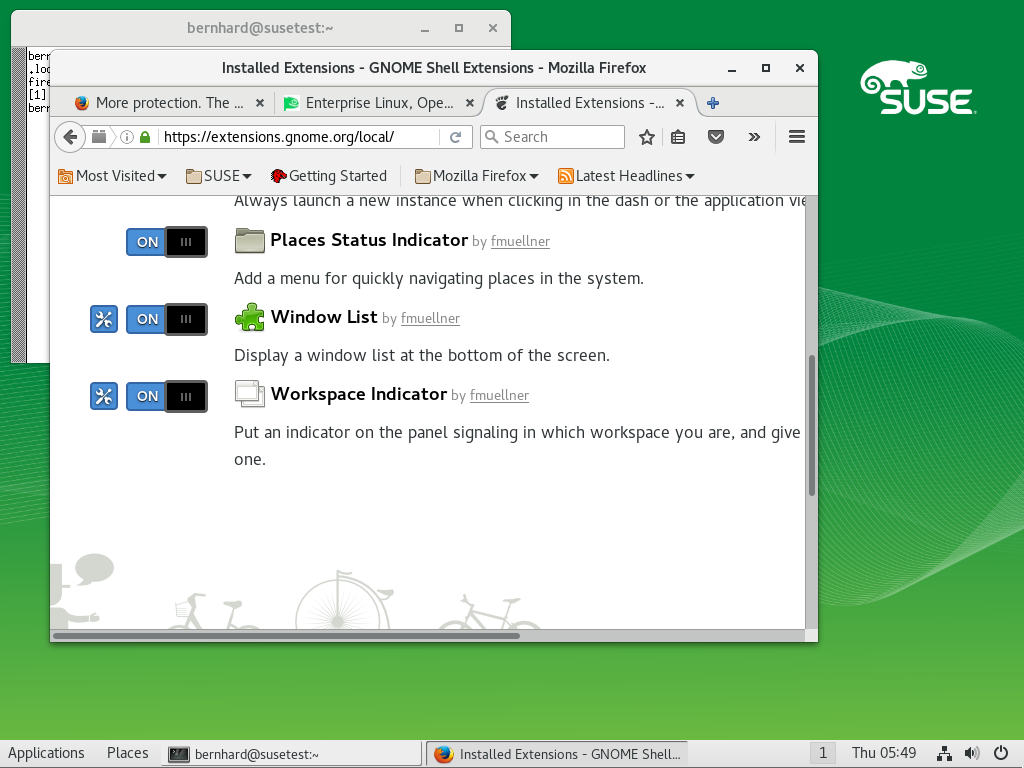 bernhard@susetest:~
bern
.loc
fire
[1]
bern
Installed Extensions - GNOME Shell Extensions - Mozilla Firefox
More protection. The ...
Enterprise Linux, Ope...
Installed Extensions -...
https://extensions.gnome.org/local/
Search
Most Visited
SUSE
Getting Started
Mozilla Firefox
Latest Headlines
Always launch a new instance when clicking in the dash or the application vie
ON
Places Status Indicator by fmuellner
Add a menu for quickly navigating places in the system.
ON
Window List by fmuellner
Display a window list at the bottom of the screen.
ON
Workspace Indicator by fmuellner
Put an indicator on the panel signaling in which workspace you are, and give
one.
SUSE
Applications
Places
bernhard@susetest:~
Installed Extensions - GNOME Shell...
1
Thu 05:49